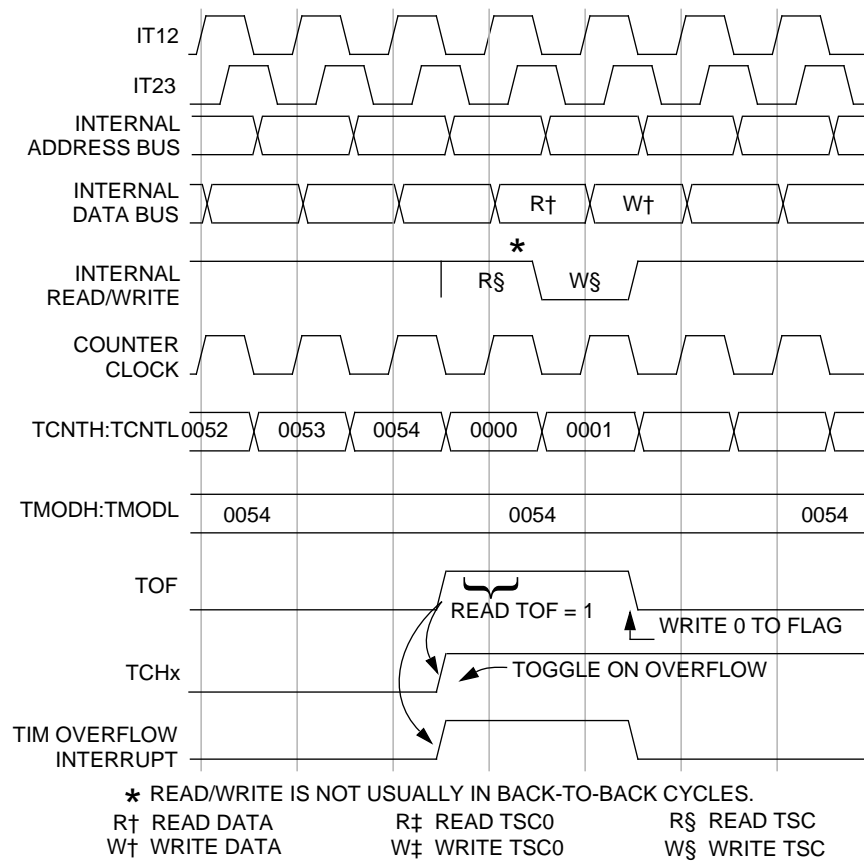 IT12
IT23
INTERNAL
ADDRESS BUS
INTERNAL
DATA BUS
R† W†
*
INTERNAL
READ/WRITE
R§ W§
COUNTER
CLOCK
TCNTH:TCNTL 0052 0053 0054 0000 0001
TMODH:TMODL 0054 0054 0054
TOF
READ TOF = 1
WRITE 0 TO FLAG
TCHx
TOGGLE ON OVERFLOW
TIM OVERFLOW
INTERRUPT
* READ/WRITE IS NOT USUALLY IN BACK-TO-BACK CYCLES.
R† READ DATA R‡ READ TSC0 R§ READ TSC
W† WRITE DATA W‡ WRITE TSC0 W§ WRITE TSC